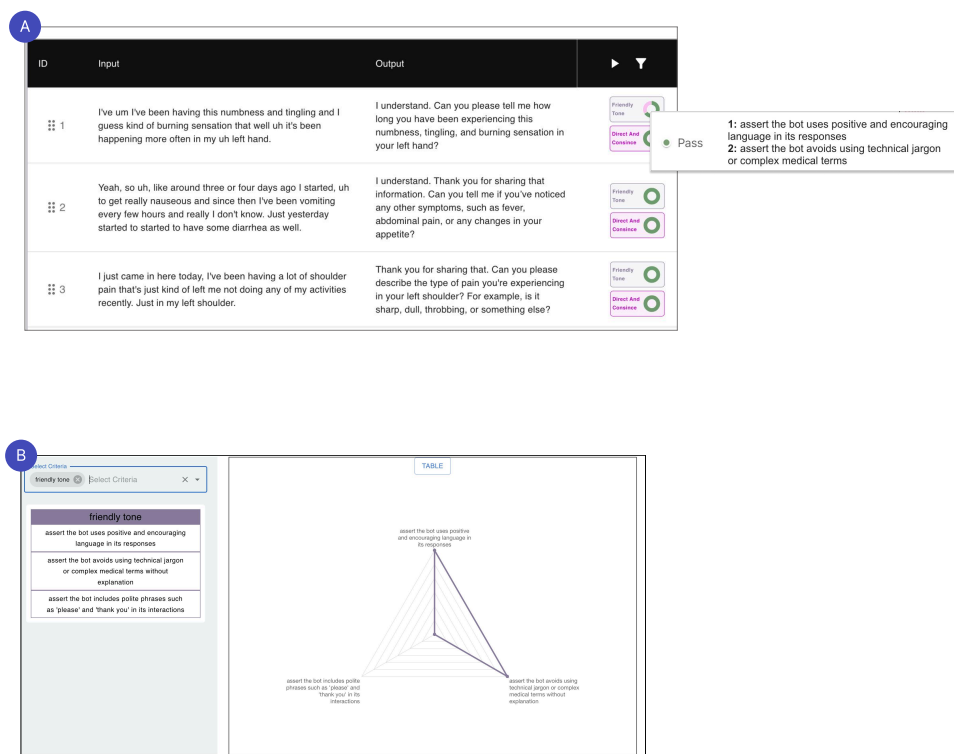 A
ID Input Output
1
I've um I've been having this numbness and tingling and I
guess kind of burning sensation that well uh it's been
happening more often in my uh left hand.
I understand. Can you please tell me how
long you have been experiencing this
numbness, tingling, and burning sensation in
your left hand?
Friendly
Tone
Direct And
Consince
Pass
1: assert the bot uses positive and encouraging
language in its responses
2: assert the bot avoids using technical jargon
or complex medical terms
2
Yeah, so uh, like around three or four days ago I started, uh
to get really nauseous and since then I've been vomiting
every few hours and really I don't know. Just yesterday
started to started to have some diarrhea as well.
I understand. Thank you for sharing that
information. Can you tell me if you've noticed
any other symptoms, such as fever,
abdominal pain, or any changes in your
appetite?
Friendly
Tone
Direct And
Consince
3
I just came in here today, I've been having a lot of shoulder
pain that's just kind of left me not doing any of my activities
recently. Just in my left shoulder.
Thank you for sharing that. Can you please
describe the type of pain you're experiencing
in your left shoulder? For example, is it
sharp, dull, throbbing, or something else?
Friendly
Tone
Direct And
Consince
B
Select Criteria
friendly tone Select Criteria
friendly tone
assert the bot uses positive and encouraging
language in its responses
assert the bot avoids using technical jargon
or complex medical terms without
explanation
assert the bot includes polite phrases such
as 'please' and 'thank you' in its interactions
TABLE
assert the bot uses positive
and encouraging language in
its responses
assert the bot includes polite
phrases such as 'please' and
'thank you' in its
interactions
assert the bot avoids using
technical jargon or complex
medical terms without
explanation